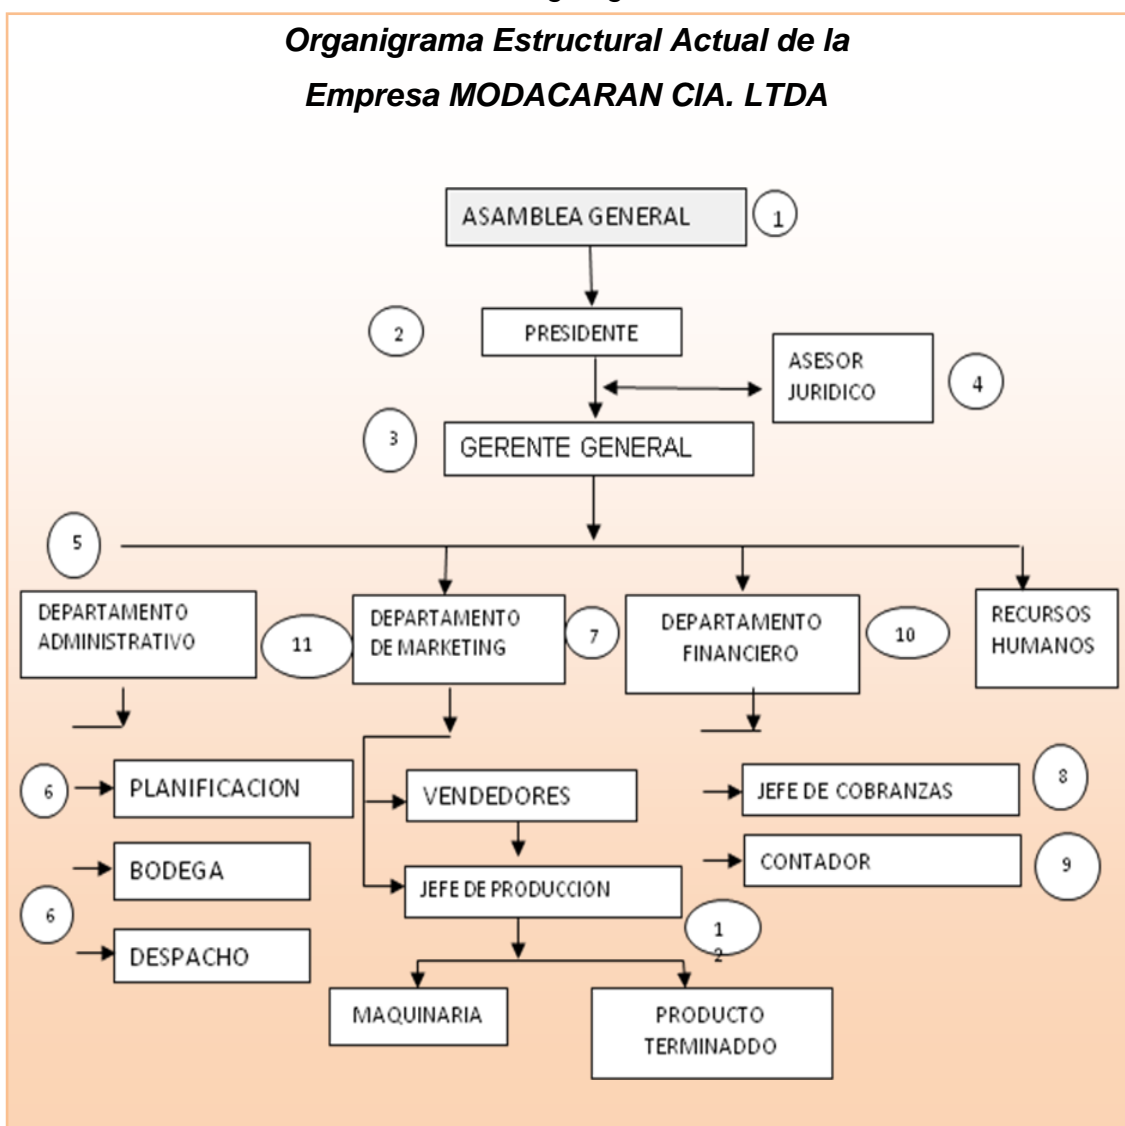 Organigrama Estructural Actual de la
Empresa MODACARAN CIA. LTDA
ASAMBLEA GENERAL
1
2
PRESIDENTE
ASESOR
JURIDICO
4
3
GERENTE GENERAL
5
DEPARTAMENTO
ADMINISTRATIVO
11
DEPARTAMENTO
DE MARKETING
7
DEPARTAMENTO
FINANCIERO
10
RECURSOS
HUMANOS
6
PLANIFICACION
BODEGA
6
DESPACHO
VENDEDORES
JEFE DE PRODUCCION
1
2
MAQUINARIA
PRODUCTO
TERMINADDO
JEFE DE COBRANZAS
8
CONTADOR
9